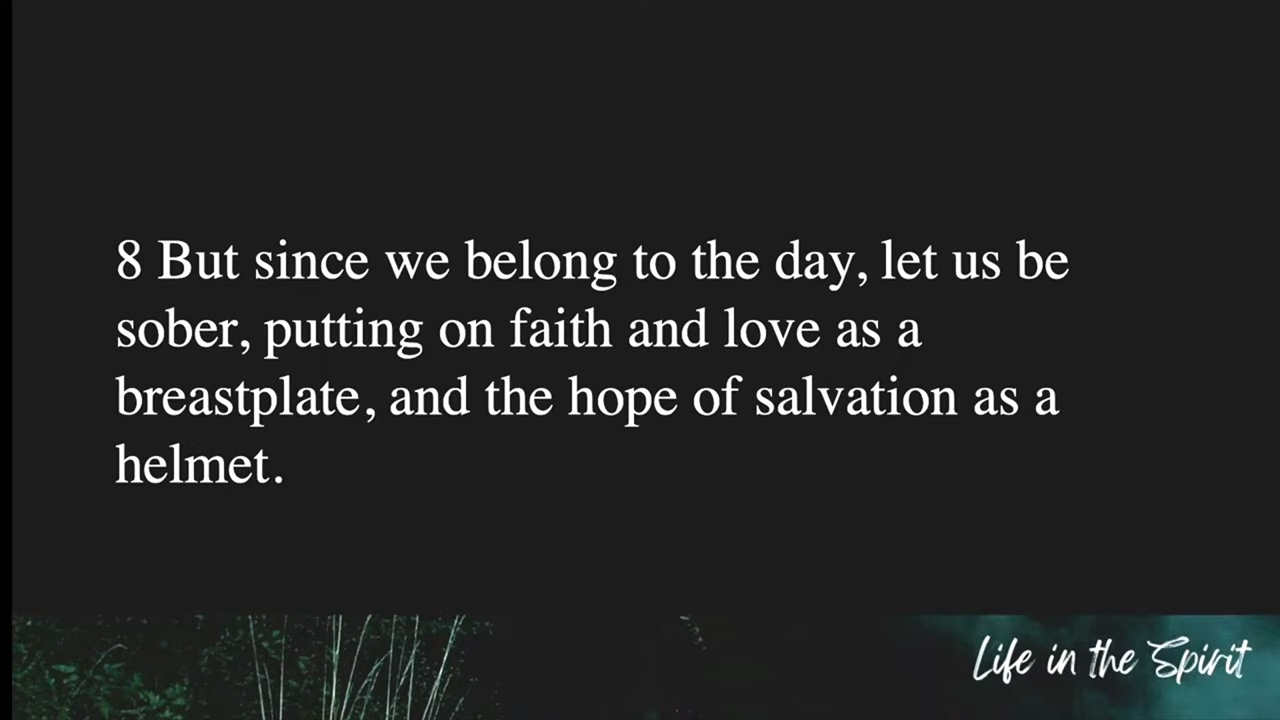 8 But since we belong to the day, let us be
sober, putting on faith and love as a
breastplate, and the hope of salvation as a
helmet.
Life in the Spirit